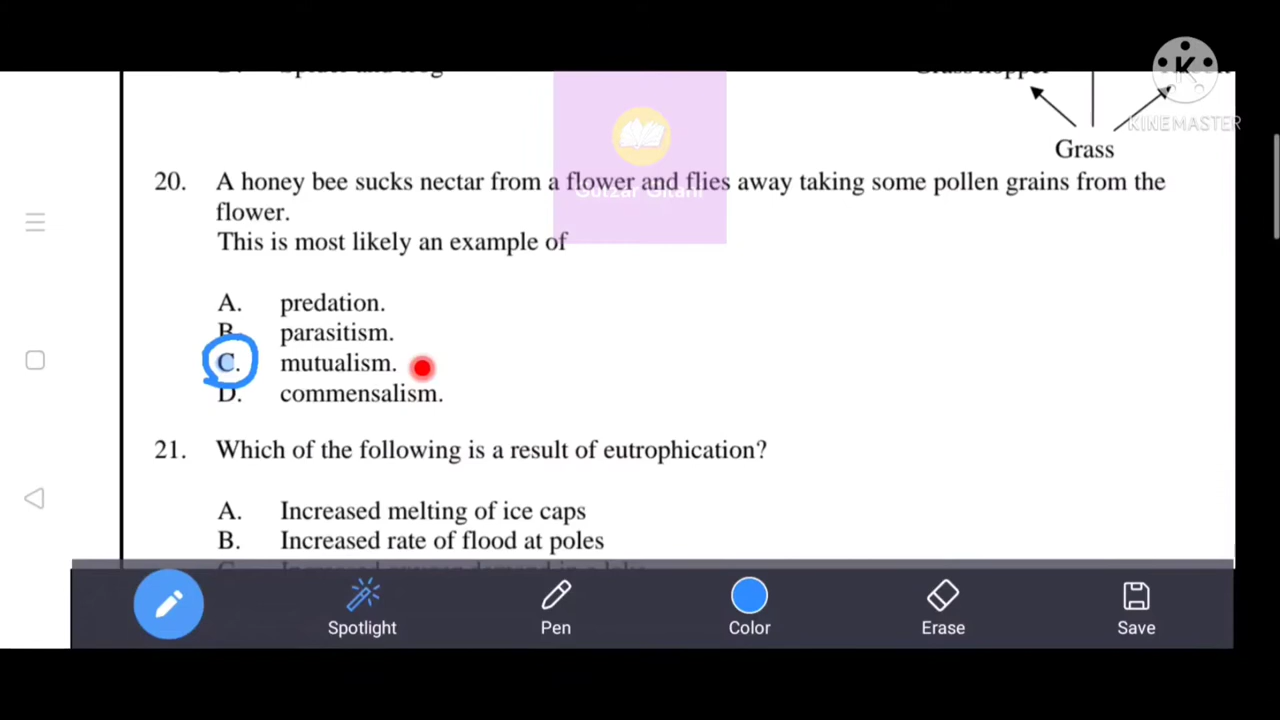 KINEMASTER
Grass
20. A honey bee sucks nectar from a flower and flies away taking some pollen grains from the
flower.
This is most likely an example of
A. predation.
B. parasitism.
C. mutualism.
D. commensalism.
21. Which of the following is a result of eutrophication?
A. Increased melting of ice caps
B. Increased rate of flood at poles
Spotlight
Pen
Color
Erase
Save